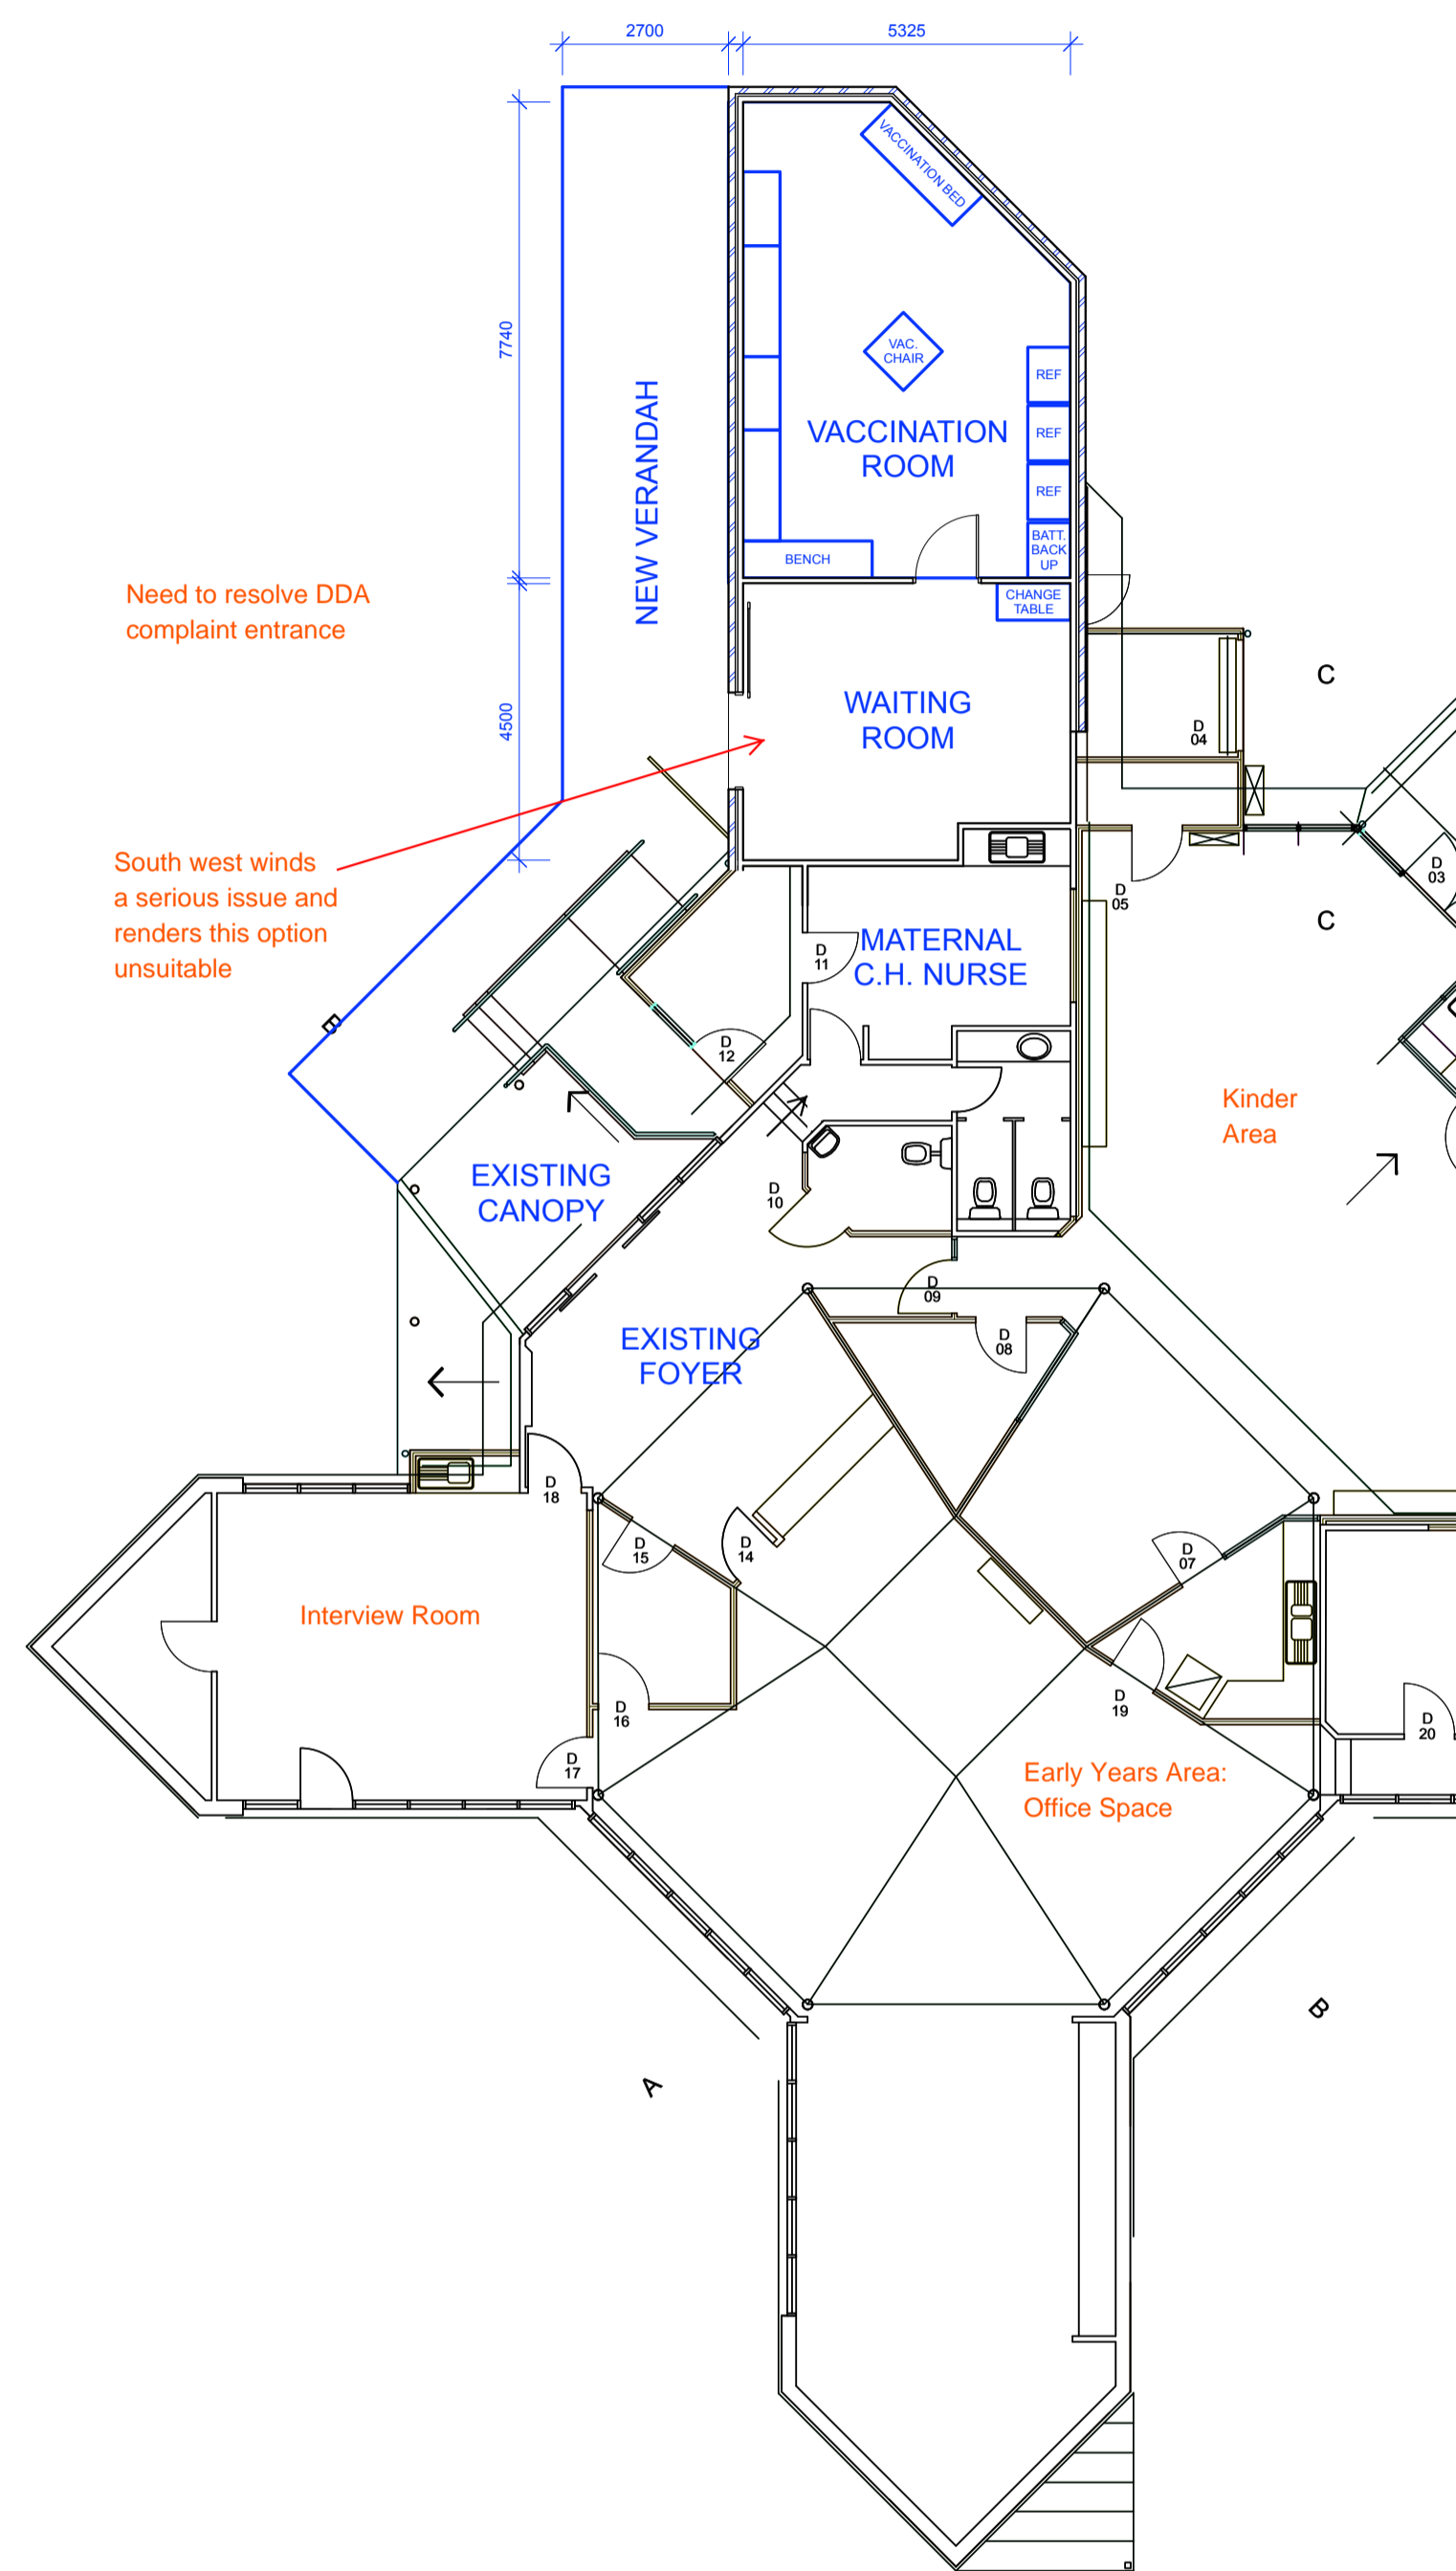 2700
5325
VACCINATION BED
7740
VAC.
CHAIR
REF
NEW VERANDAH
VACCINATION
ROOM
REF
REF
BATT.
BACK
UP
BENCH
Need to resolve DDA
complaint entrance
CHANGE
TABLE
C
WAITING
ROOM
4500
D
04
South west winds
a serious issue and
renders this option
unsuitable
D
03
D
05
C
MATERNAL
C.H. NURSE
D
11
B
D
12
Kinder
Area
EXISTING
CANOPY
D
10
D
09
EXISTING
FOYER
D
08
D
18
D
15
D
14
D
07
Interview Room
D
16
D
19
D
20
D
17
Early Years Area:
Office Space
B
A